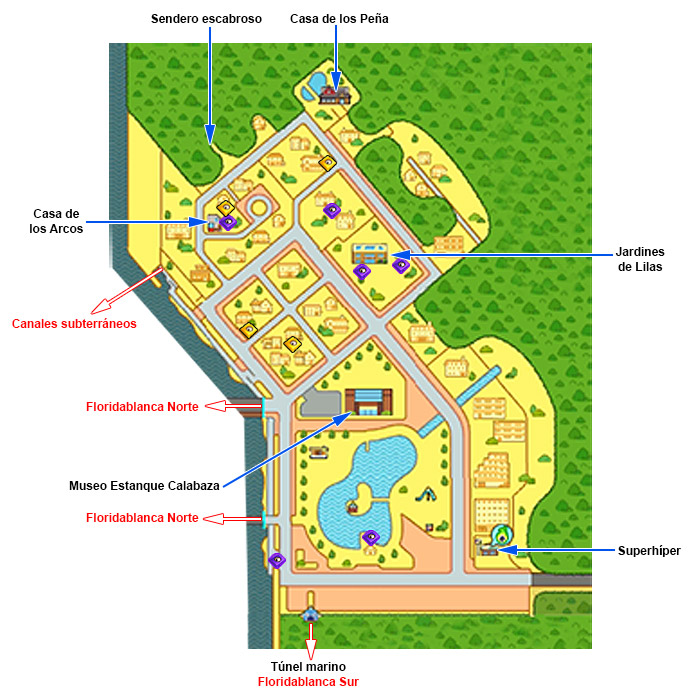 Sendero escabroso
Casa de los Peña
Casa de
los Arcos
Jardines
de Lilas
Canales subterráneos
Floridablanca Norte
Museo Estanque Calabaza
Floridablanca Norte
Superhíper
Túnel marino
Floridablanca Sur